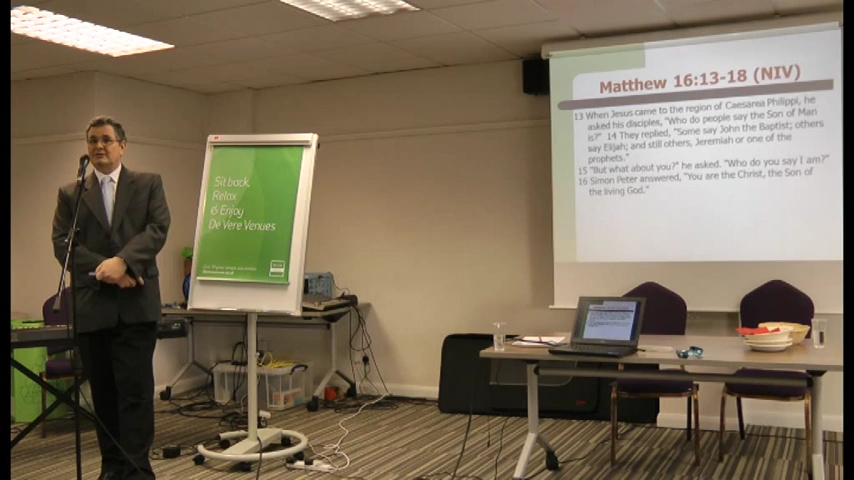 Matthew 16:13-18 (NIV)
13 When Jesus came to the region of Caesarea Philippi, he
asked his disciples, "Who do people say the Son of Man
is?" 14 They replied, "Some say John the Baptist; others
say Elijah; and still others, Jeremiah or one of the
prophets."
15 "But what about you?" he asked. "Who do you say I am?"
16 Simon Peter answered, "You are the Christ, the Son of
the living God."
Sit back,
Relax
& Enjoy
De Vere Venues